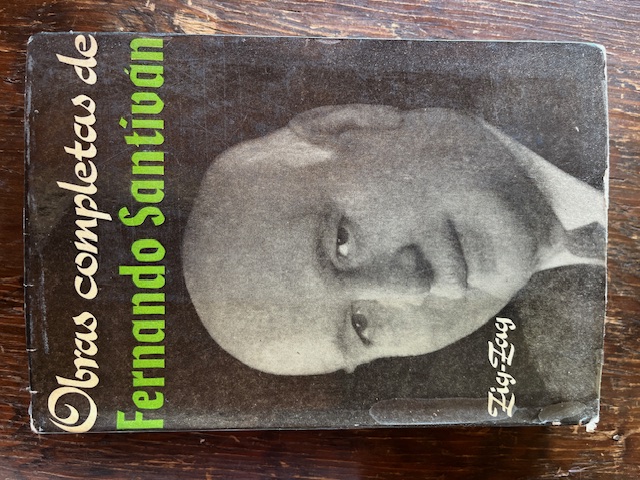 Obras completas de
Fernando Santiván
Zig-Zag